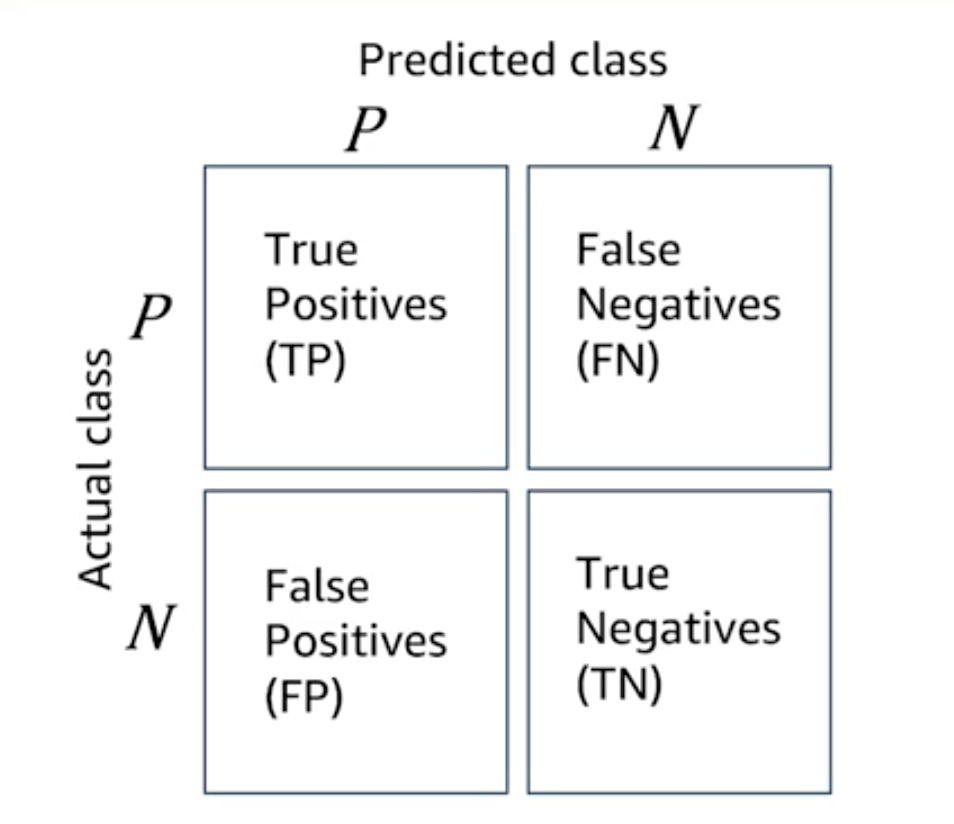 Predicted class
P N
True
Positives
(TP)
False
Negatives
(FN)
Actual class
P
N
False
Positives
(FP)
True
Negatives
(TN)